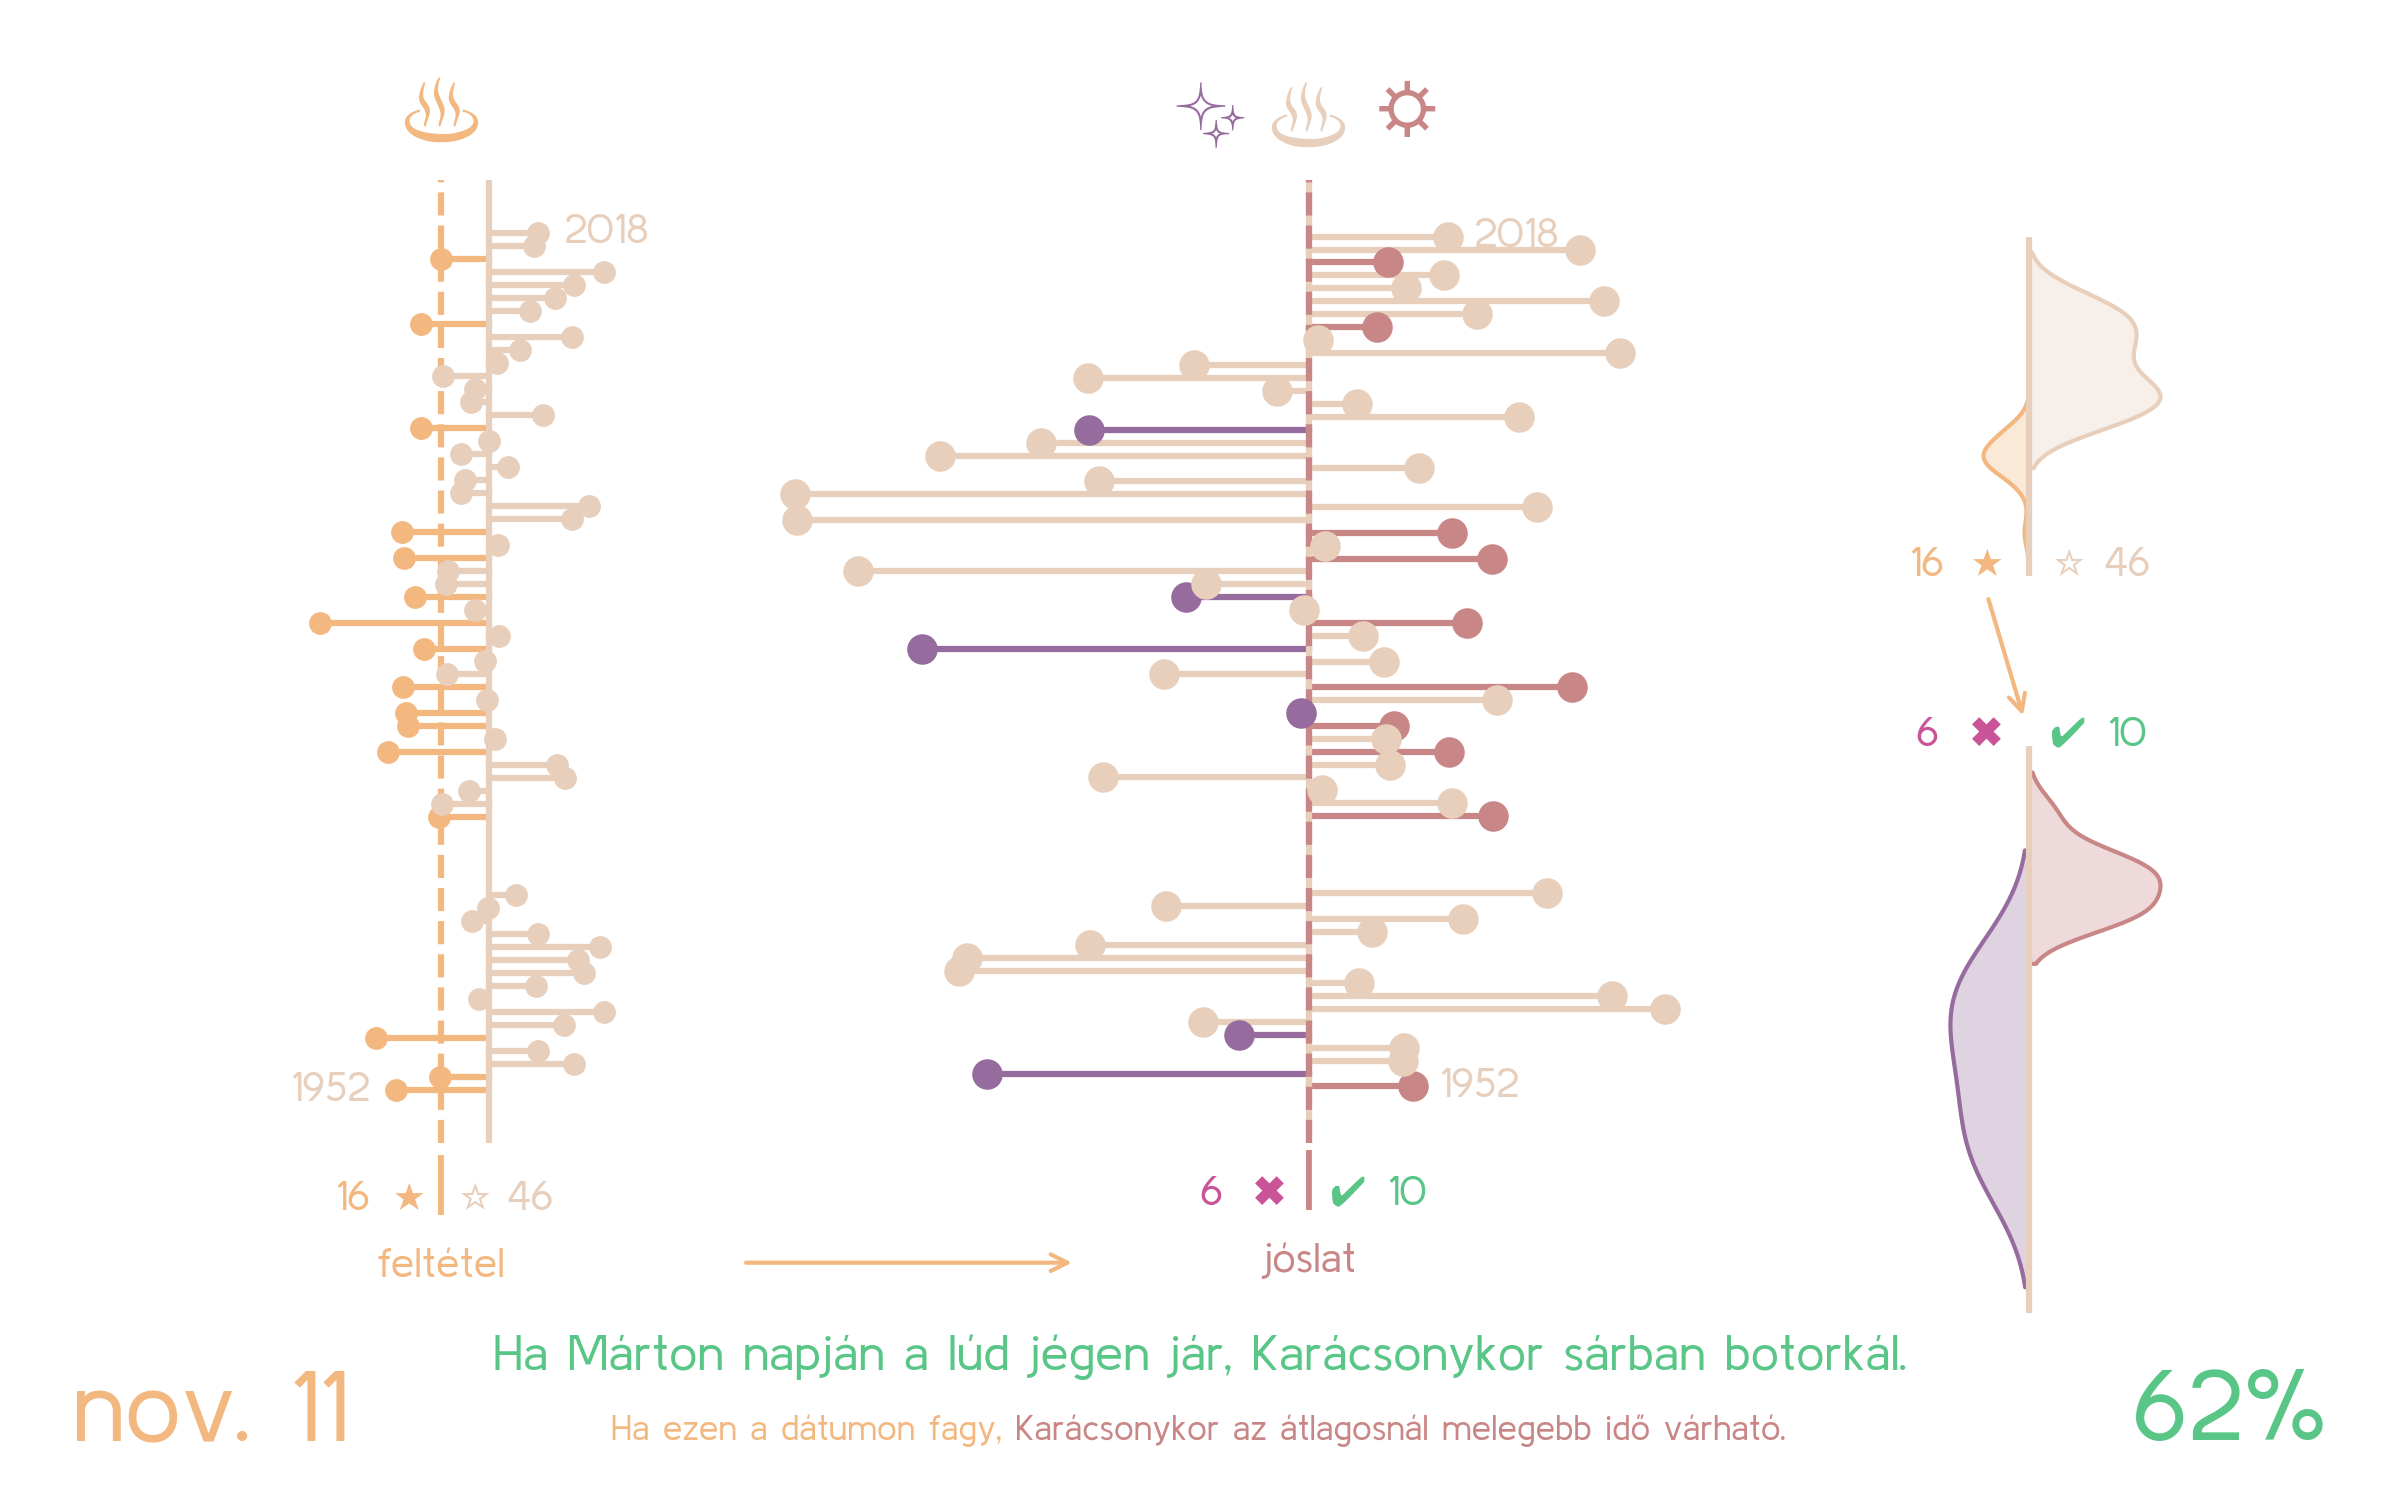 2018
2018
1952
1952
16 ★ ☆ 46
6 ✖ ✔ 10
16 ★ ☆ 46
6 ✖ ✔ 10
feltétel
jóslat
Ha Márton napján a lúd jégen jár, Karácsonykor sárban botorkál.
nov. 11
62%
Ha ezen a dátumon fagy, Karácsonykor az átlagosnál melegebb idő várható.